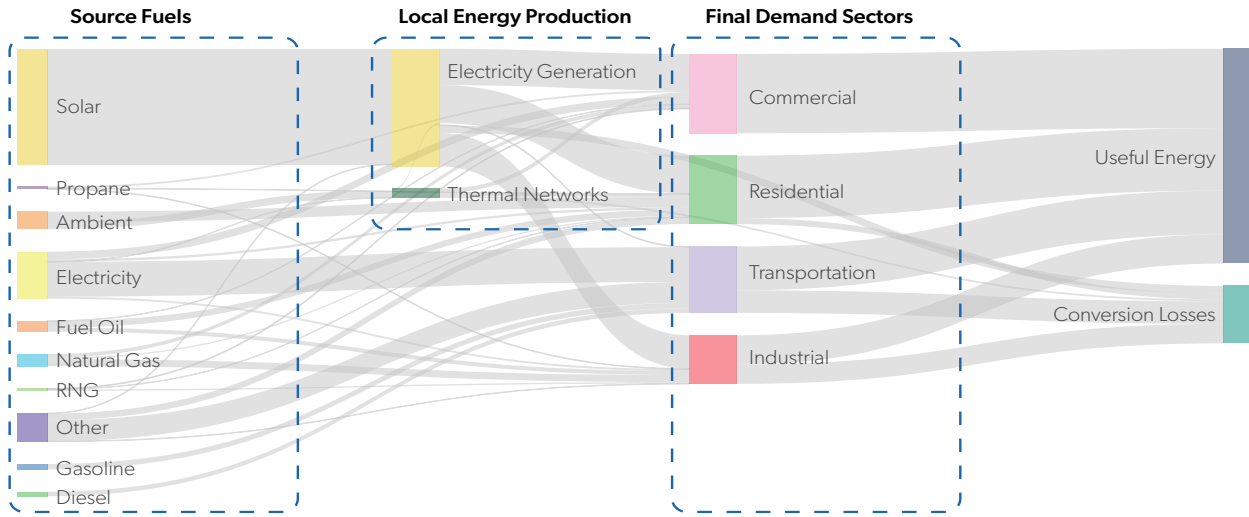 Source Fuels
Local Energy Production
Final Demand Sectors
Solar
Propane
Ambient
Electricity
Fuel Oil
Natural Gas
RNG
Other
Gasoline
Diesel
Electricity Generation
Thermal Networks
Commercial
Residential
Transportation
Industrial
Useful Energy
Conversion Losses